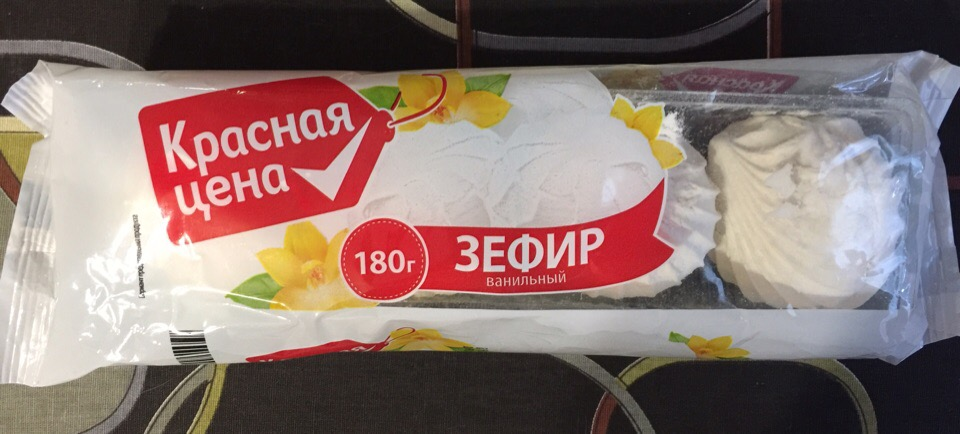 Красная
цена
180г
ЗЕФИР
ванильный